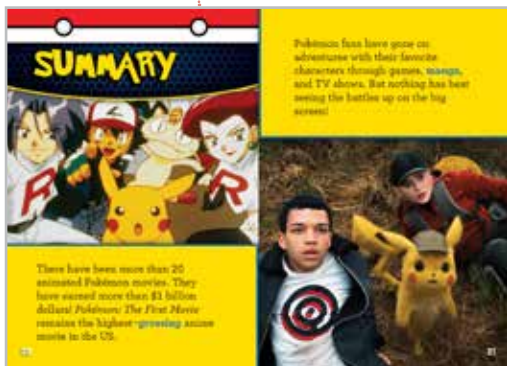 SUMMARY
R
R
There have been more than 20
animated Pokémon movies. They
have earned more than $1 billion
dollars! Pokémon: The First Movie
remains the highest-grossing anime
movie in the US.
Pokémon fans have gone on
adventures with their favorite
characters through games, manga,
and TV shows. But nothing has beat
seeing the battles up on the big
screen!
21